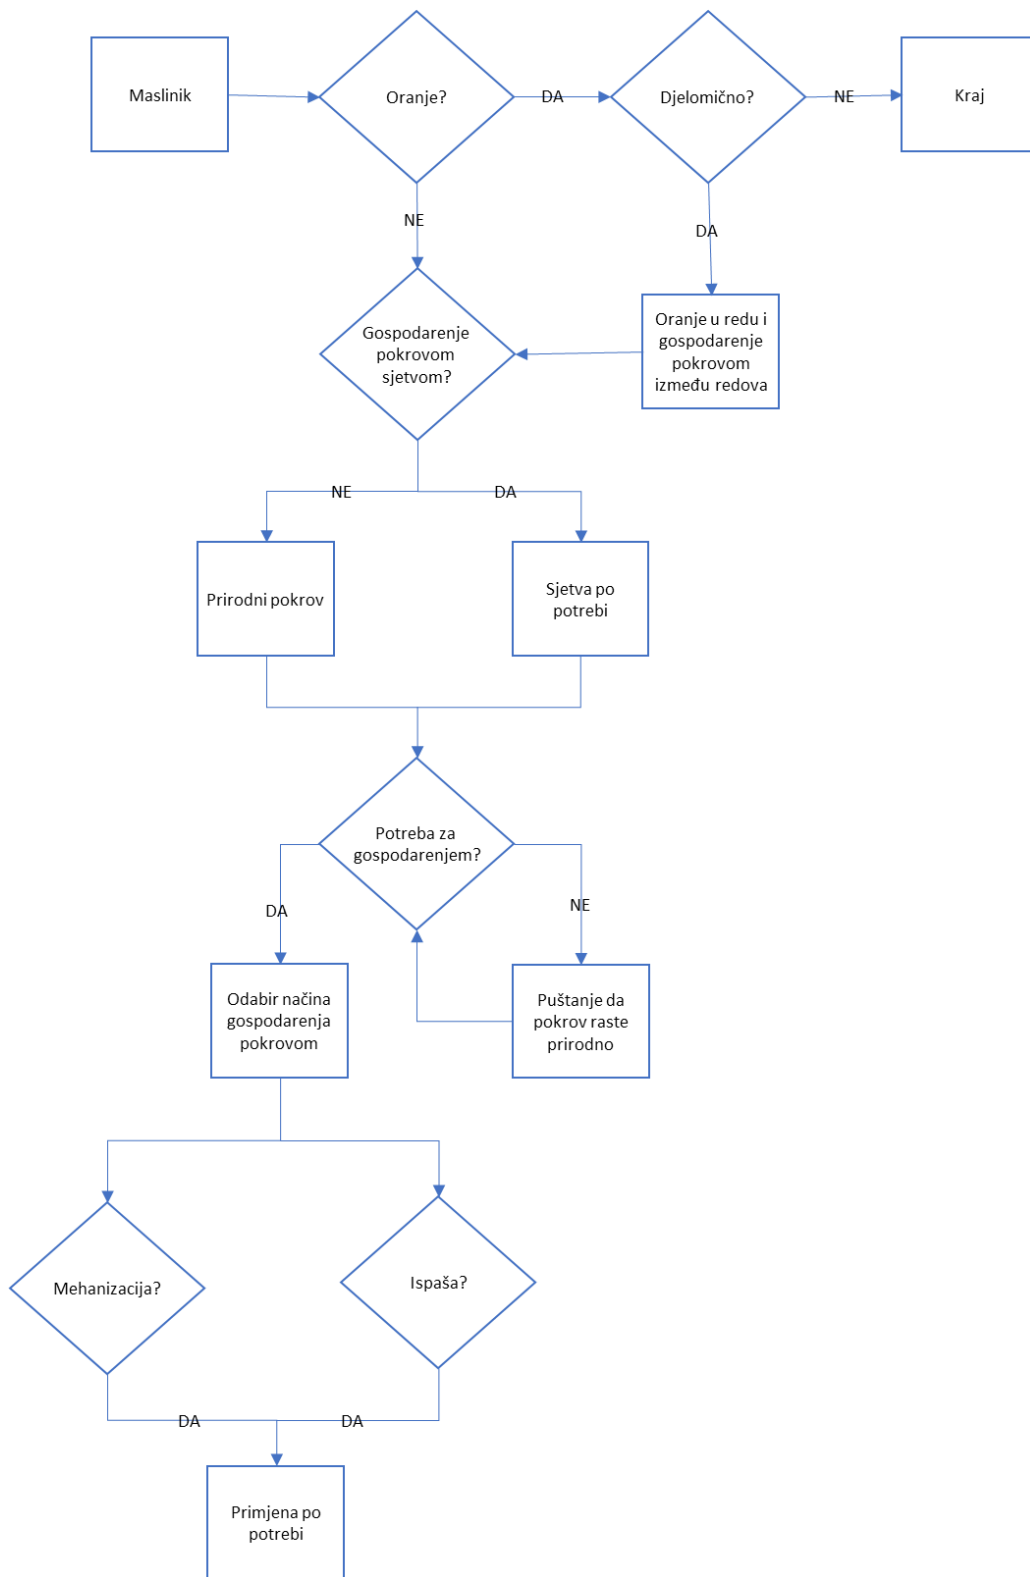 Maslinik
Oranje?
DA
Djelomično?
NE
Kraj
NE
DA
Gospodarenje
pokrovom
sjetvom?
Oranje u redu i
gospodarenje
pokrovom
između redova
NE
DA
Prirodni pokrov
Sjetva po
potrebi
Potreba za
gospodarenjem?
DA
NE
Odabir načina
gospodarenja
pokrovom
Puštanje da
pokrov raste
prirodno
Mehanizacija?
Ispaša?
DA
DA
Primjena po
potrebi